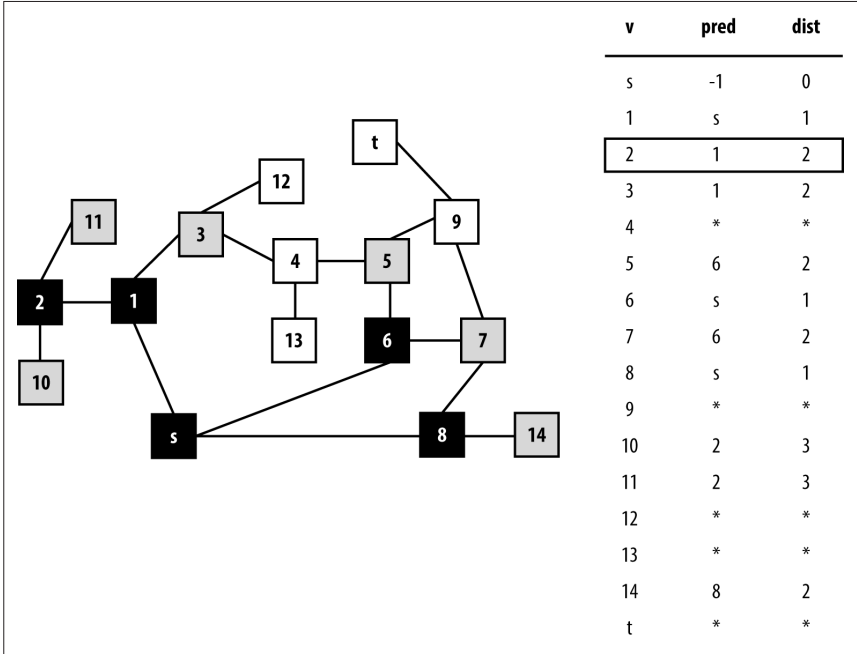 t
12
11
3
9
4
5
2
1
6
13
7
10
s
8
14
v pred dist
s -1 0
1 s 1
2 1 2
3 1 2
4 * *
5 6 2
6 s 1
7 6 2
8 s 1
9 * *
10 2 3
11 2 3
12 * *
13 * *
14 8 2
t * *